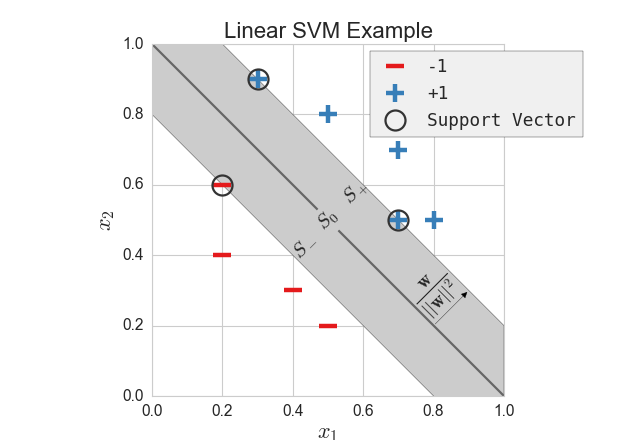 Linear SVM Example
1.0
0.8
0.6
0.4
0.2
0.0
0.0 0.2 0.4 0.6 0.8 1.0
x₂
x₁
-1
+1
Support Vector
S₋ S₀ S₊
w
||w||²